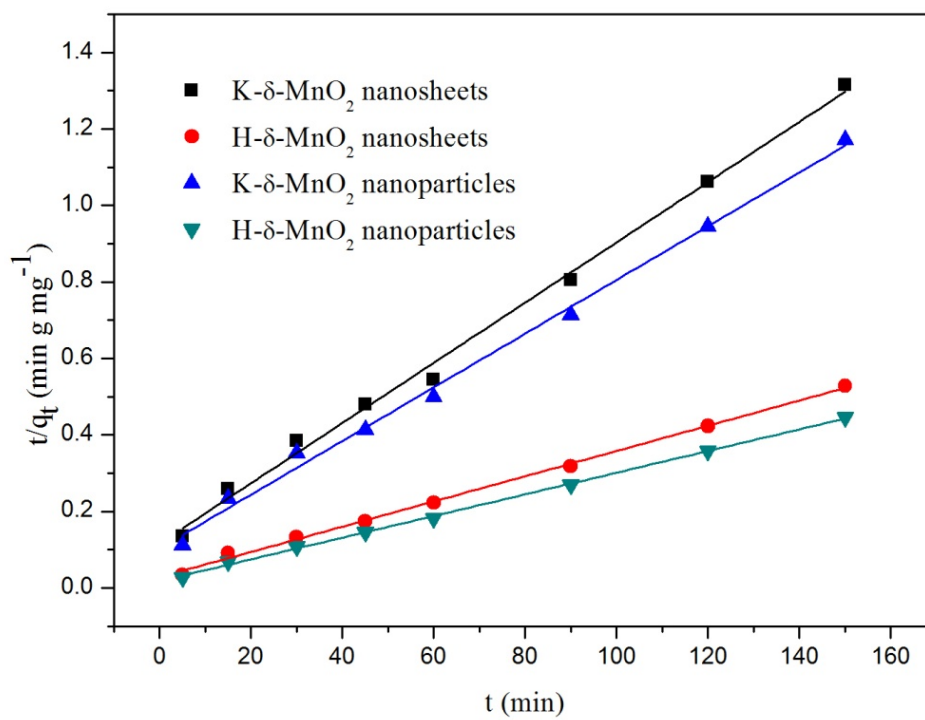 1.4
1.2
1.0
0.8
0.6
0.4
0.2
0.0
t/qt (min g mg-1)
K-δ-MnO2 nanosheets
H-δ-MnO2 nanosheets
K-δ-MnO2 nanoparticles
H-δ-MnO2 nanoparticles
0 20 40 60 80 100 120 140 160
t (min)